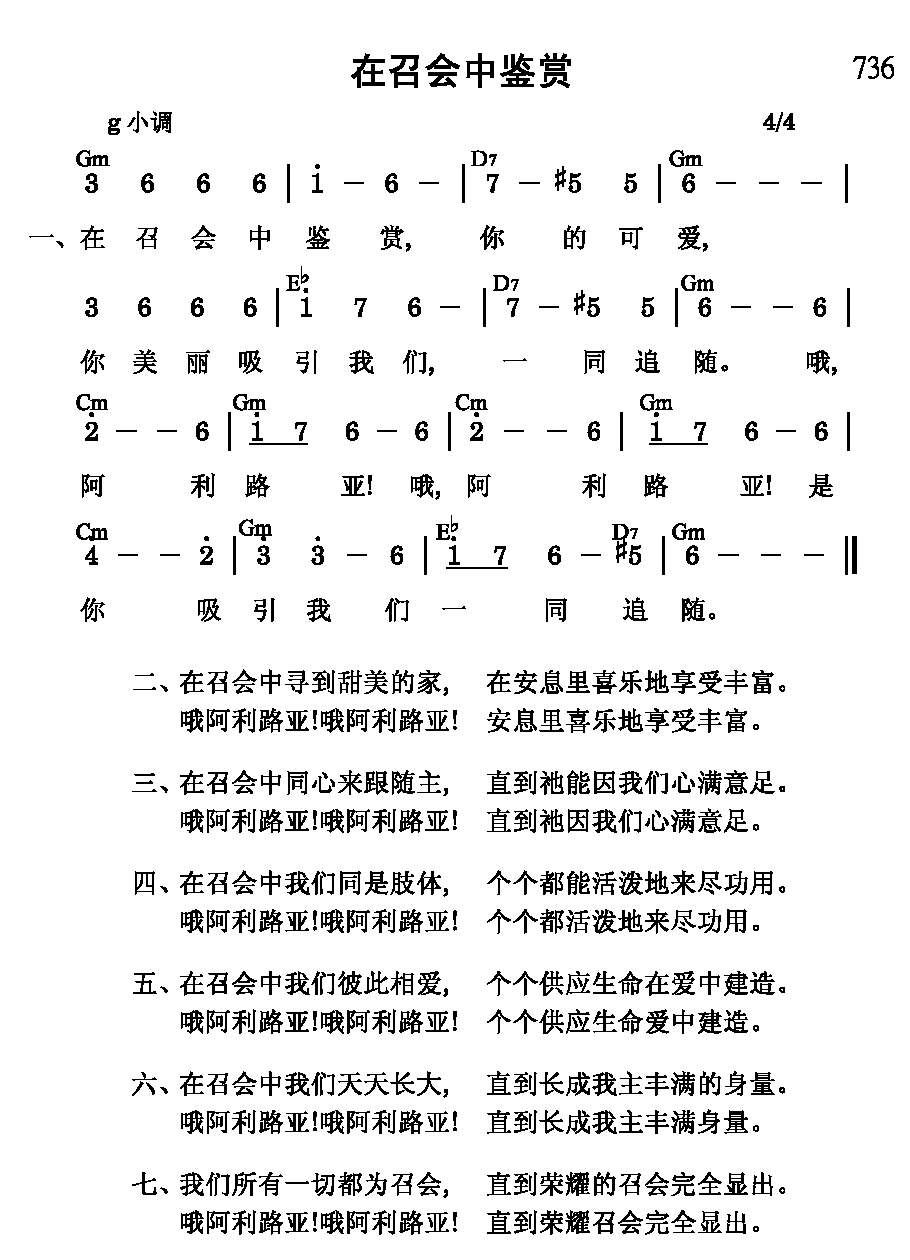 在召会中鉴赏 736
g 小调 4/4
Gm D7 Gm
3 6 6 6 | i － 6 － | 7 － #5 5 | 6 － － － |
一、在 召 会 中 鉴 赏, 你 的 可 爱,
E♭ D7 Gm
3 6 6 6 | i 7 6 － | 7 － #5 5 | 6 － － 6 |
你 美 丽 吸 引 我 们, 一 同 追 随。 哦,
Cm Gm Cm Gm
2̇ － － 6 | i 7 6 － 6 | 2̇ － － 6 | i 7 6 － 6 |
阿 利 路 亚! 哦, 阿 利 路 亚! 是
Cm Gm E♭ D7 Gm
4̇ － － 2̇ | 3̇ 3̇ － 6 | i 7 6 － #5 | 6 － － － ‖
你 吸 引 我 们 一 同 追 随。
二、在召会中寻到甜美的家, 在安息里喜乐地享受丰富。
哦阿利路亚!哦阿利路亚! 安息里喜乐地享受丰富。
三、在召会中同心来跟随主, 直到祂能因我们心满意足。
哦阿利路亚!哦阿利路亚! 直到祂因我们心满意足。
四、在召会中我们同是肢体, 个个都能活泼地来尽功用。
哦阿利路亚!哦阿利路亚! 个个都活泼地来尽功用。
五、在召会中我们彼此相爱, 个个供应生命在爱中建造。
哦阿利路亚!哦阿利路亚! 个个供应生命爱中建造。
六、在召会中我们天天长大, 直到长成我主丰满的身量。
哦阿利路亚!哦阿利路亚! 直到长成我主丰满身量。
七、我们所有一切都为召会, 直到荣耀的召会完全显出。
哦阿利路亚!哦阿利路亚! 直到荣耀召会完全显出。